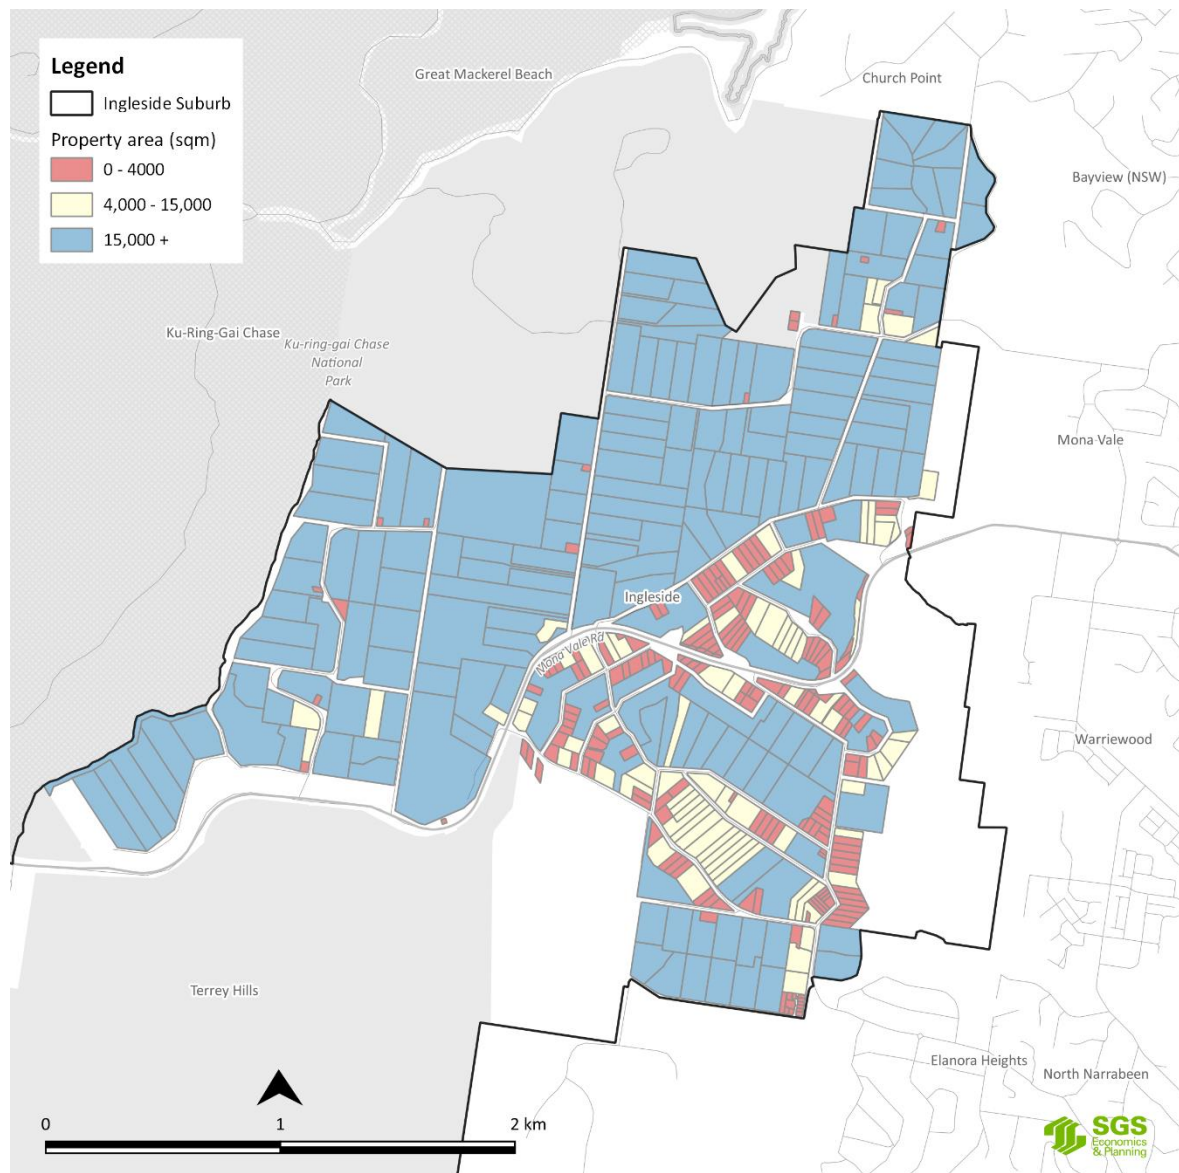 Legend
Ingleside Suburb
Property area (sqm)
0 - 4000
4,000 - 15,000
15,000 +
Great Mackerel Beach
Church Point
Bayview (NSW)
Ku-Ring-Gai Chase
Ku-ring-gai Chase
National
Park
Mona Vale
Ingleside
Mona Vale Rd
Warriewood
Terrey Hills
Elanora Heights
North Narrabeen
0
1
2 km
SGS
Economics
& Planning